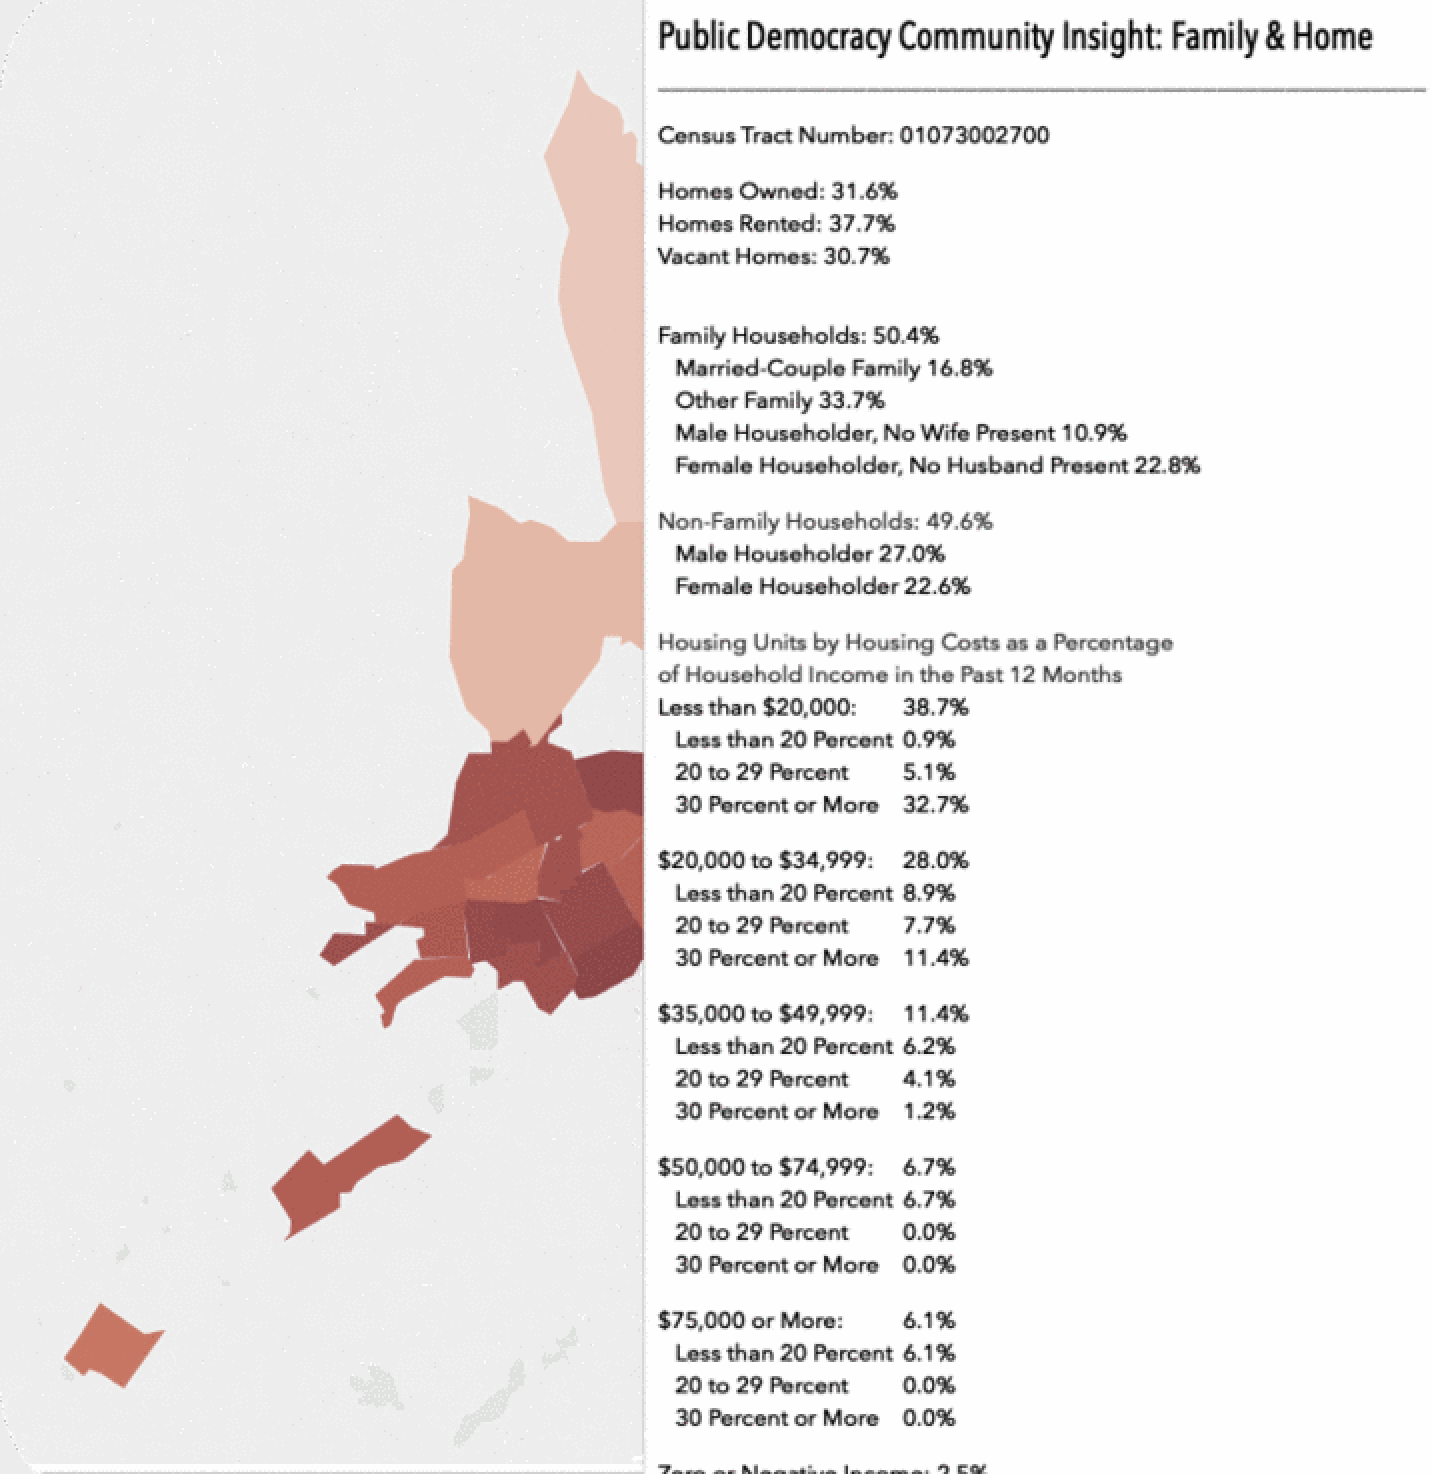 Public Democracy Community Insight: Family & Home
Census Tract Number: 01073002700
Homes Owned: 31.6%
Homes Rented: 37.7%
Vacant Homes: 30.7%
Family Households: 50.4%
Married-Couple Family 16.8%
Other Family 33.7%
Male Householder, No Wife Present 10.9%
Female Householder, No Husband Present 22.8%
Non-Family Households: 49.6%
Male Householder 27.0%
Female Householder 22.6%
Housing Units by Housing Costs as a Percentage
of Household Income in the Past 12 Months
Less than $20,000: 38.7%
Less than 20 Percent 0.9%
20 to 29 Percent 5.1%
30 Percent or More 32.7%
$20,000 to $34,999: 28.0%
Less than 20 Percent 8.9%
20 to 29 Percent 7.7%
30 Percent or More 11.4%
$35,000 to $49,999: 11.4%
Less than 20 Percent 6.2%
20 to 29 Percent 4.1%
30 Percent or More 1.2%
$50,000 to $74,999: 6.7%
Less than 20 Percent 6.7%
20 to 29 Percent 0.0%
30 Percent or More 0.0%
$75,000 or More: 6.1%
Less than 20 Percent 6.1%
20 to 29 Percent 0.0%
30 Percent or More 0.0%
Zero or Negative Income: